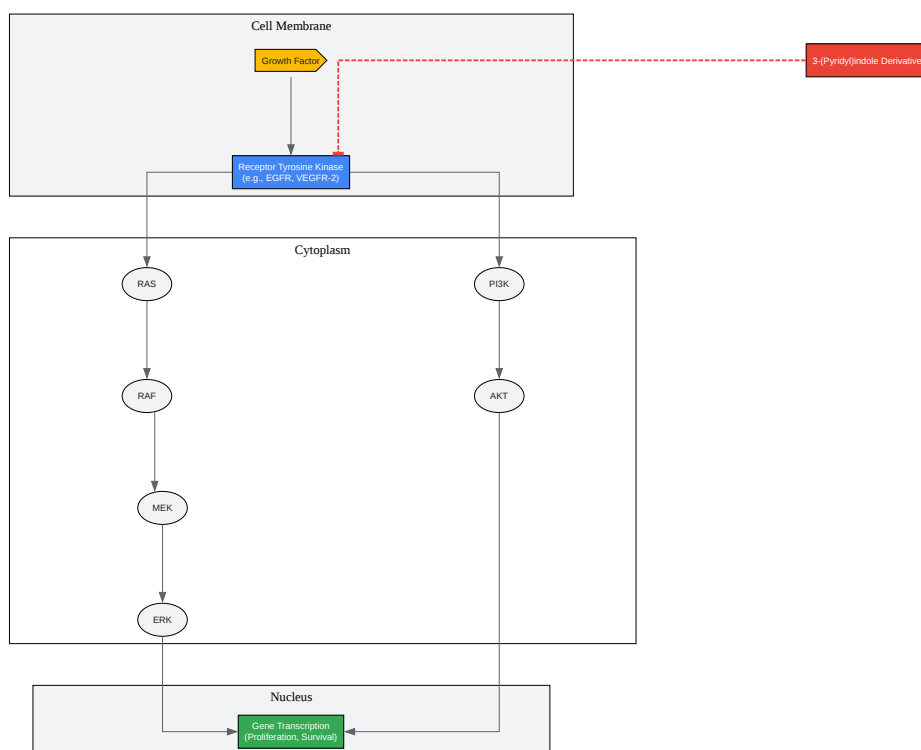 Cell Membrane
Growth Factor
3-(Pyridyl)indole Derivative
Receptor Tyrosine Kinase
(e.g., EGFR, VEGFR-2)
Cytoplasm
RAS
PI3K
RAF
AKT
MEK
ERK
Nucleus
Gene Transcription
(Proliferation, Survival)